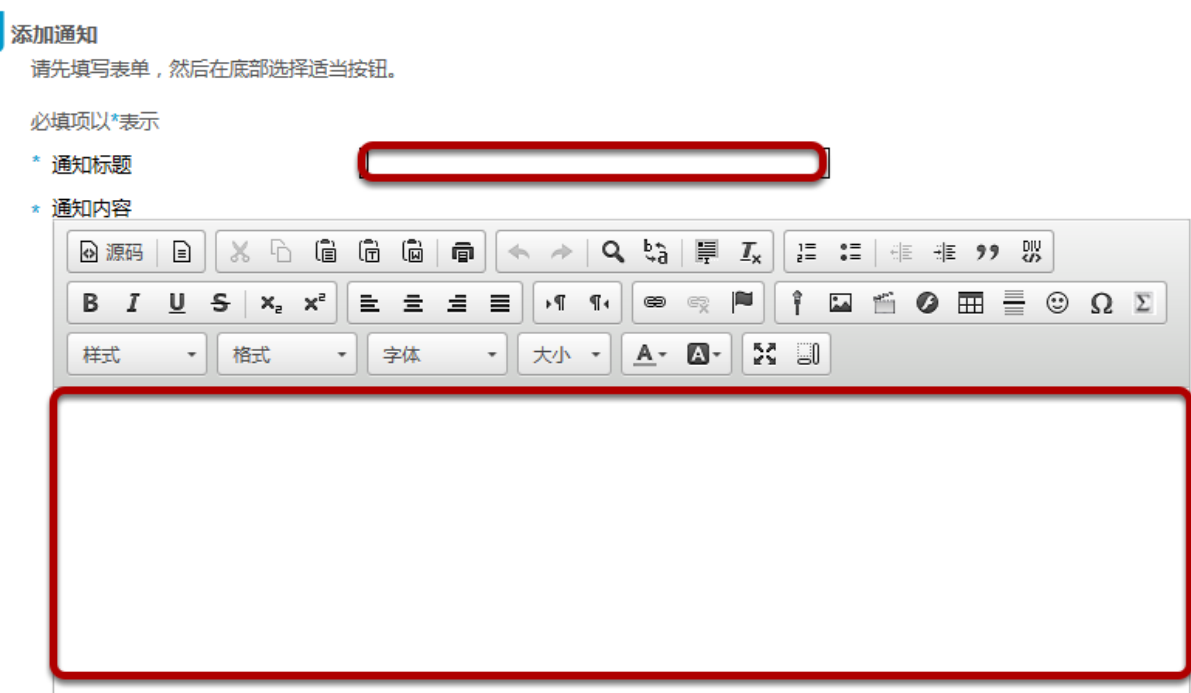 添加通知
请先填写表单，然后在底部选择适当按钮。
必填项以*表示
* 通知标题
* 通知内容
源码
样式 格式 字体 大小